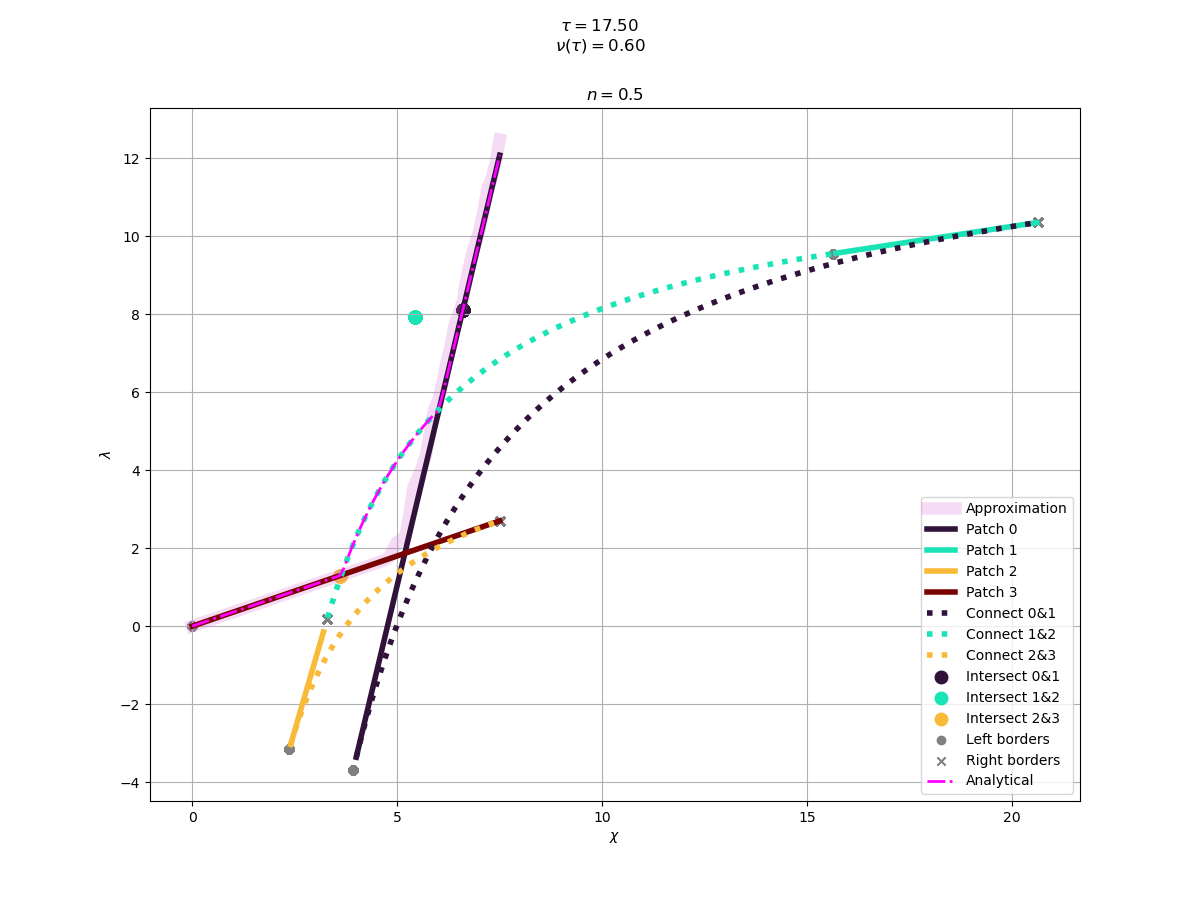 τ = 17.50
ν(τ) = 0.60
n = 0.5
12
10
8
6
4
2
0
−2
−4
λ
0
5
10
15
20
χ
Approximation
Patch 0
Patch 1
Patch 2
Patch 3
Connect 0&1
Connect 1&2
Connect 2&3
Intersect 0&1
Intersect 1&2
Intersect 2&3
Left borders
Right borders
Analytical